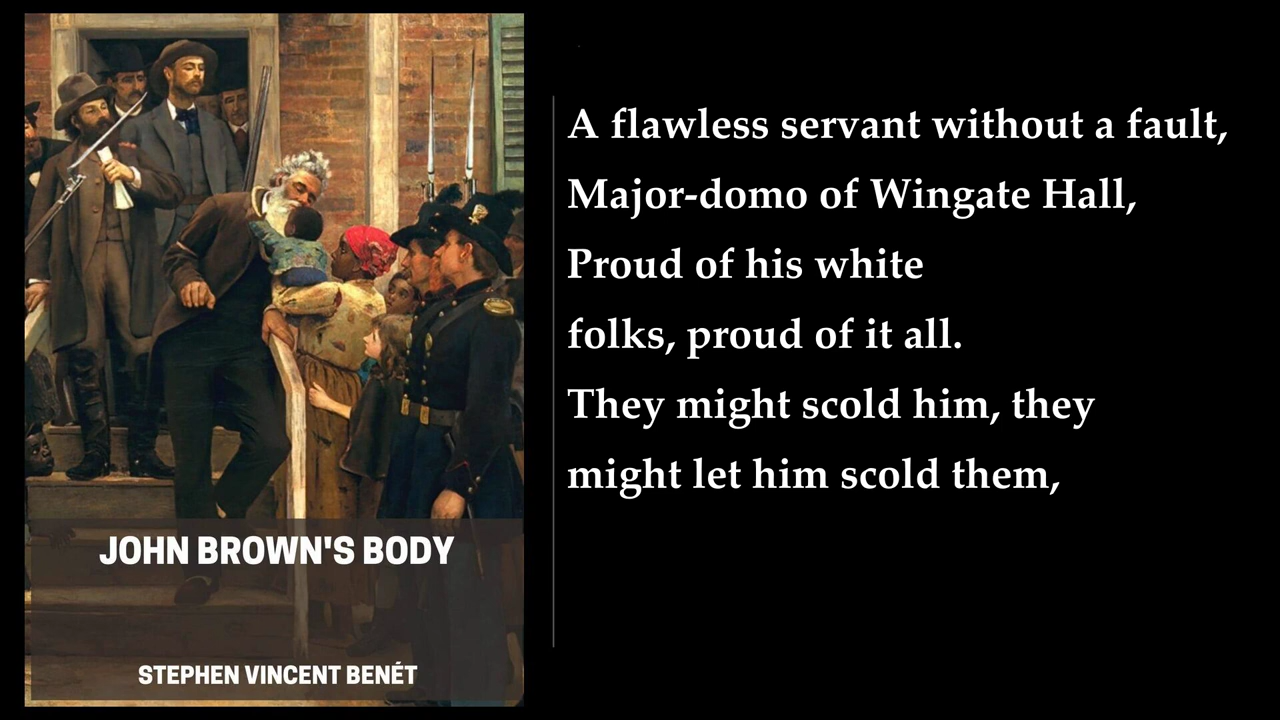 JOHN BROWN'S BODY
STEPHEN VINCENT BENÉT
A flawless servant without a fault,
Major-domo of Wingate Hall,
Proud of his white
folks, proud of it all.
They might scold him, they
might let him scold them,